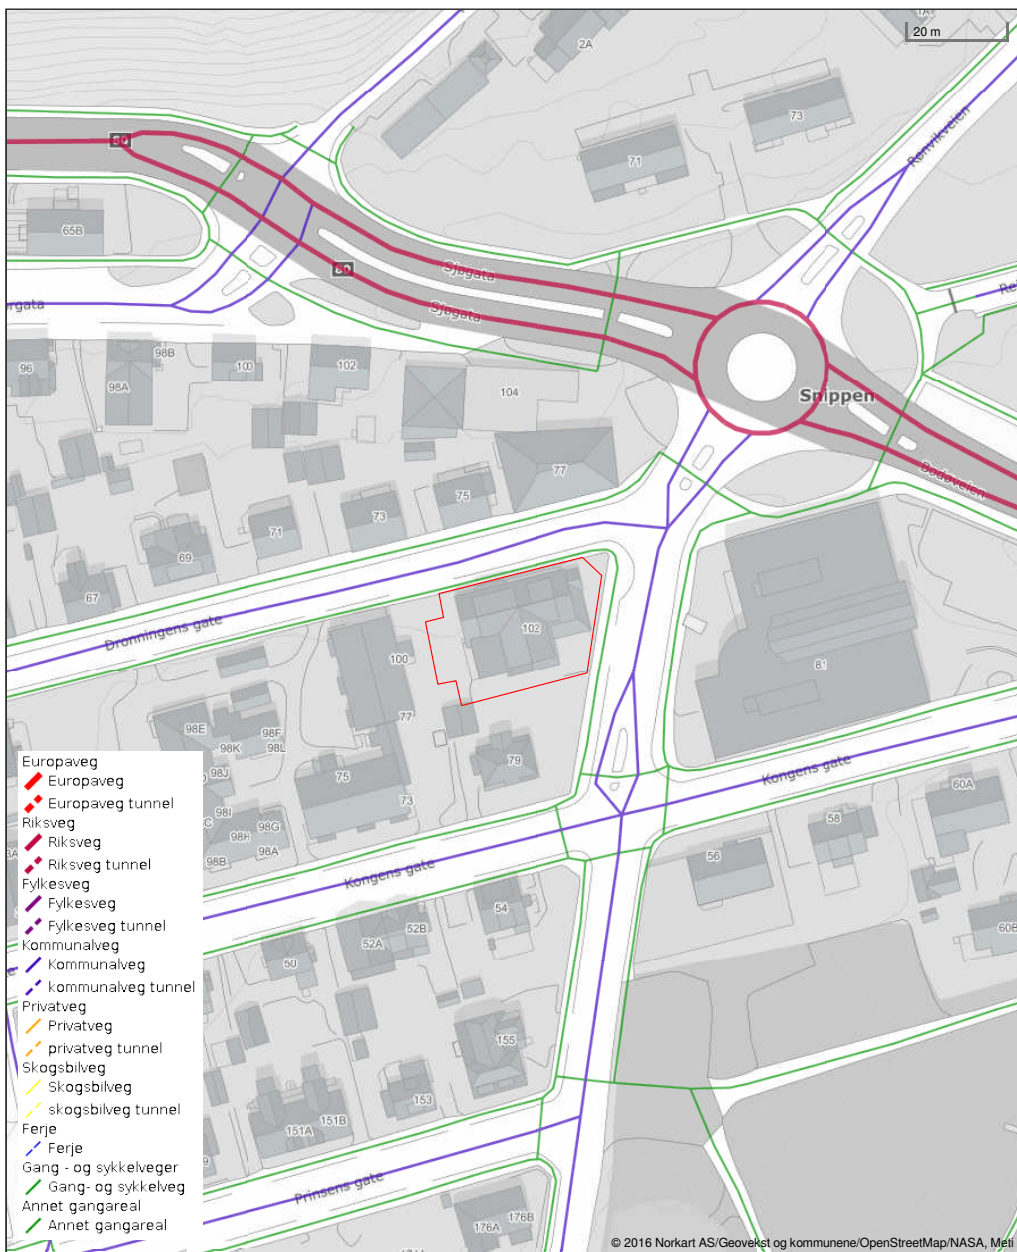 1A
20 m
2A
73
71
Rønvikveien
80
65B
80
Sjøgata
Sjøgata
rgata
Re
98B
96
98A
100
102
104
Snippen
77
75
73
71
69
67
Bodøveien
Dronningens gate
102
100
81
77
98E
98F
98K
98L
98J
79
75
73
Kongens gate
60A
58
98I
98G
98H
98A
98B
56
Kongens gate
54
52B
52A
50
60B
155
153
151B
151A
Prinsens gate
176B
176A
Europaveg
Europaveg
Europaveg tunnel
Riksveg
Riksveg
Riksveg tunnel
Fylkesveg
Fylkesveg
Fylkesveg tunnel
Kommunalveg
Kommunalveg
kommunalveg tunnel
Privatveg
Privatveg
privatveg tunnel
Skogsbilveg
Skogsbilveg
skogsbilveg tunnel
Ferje
Ferje
Gang - og sykkelveger
Gang- og sykkelveg
Annet gangareal
Annet gangareal
© 2016 Norkart AS/Geovekst og kommunene/OpenStreetMap/NASA, Meti